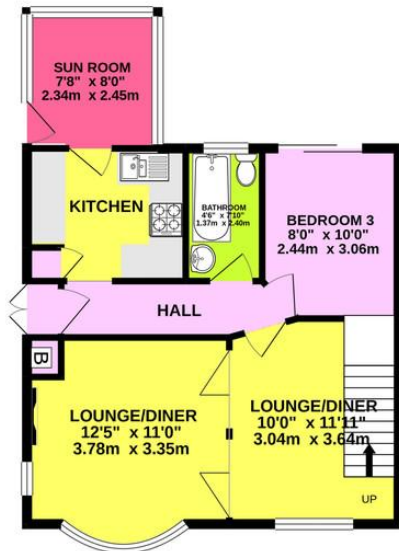 SUN ROOM
7'8" x 8'0"
2.34m x 2.45m
KITCHEN
BATHROOM
4'6" x 7'10"
1.37m x 2.40m
BEDROOM 3
8'0" x 10'0"
2.44m x 3.06m
HALL
B
LOUNGE/DINER
12'5" x 11'0"
3.78m x 3.35m
LOUNGE/DINER
10'0" x 11'11"
3.04m x 3.64m
UP